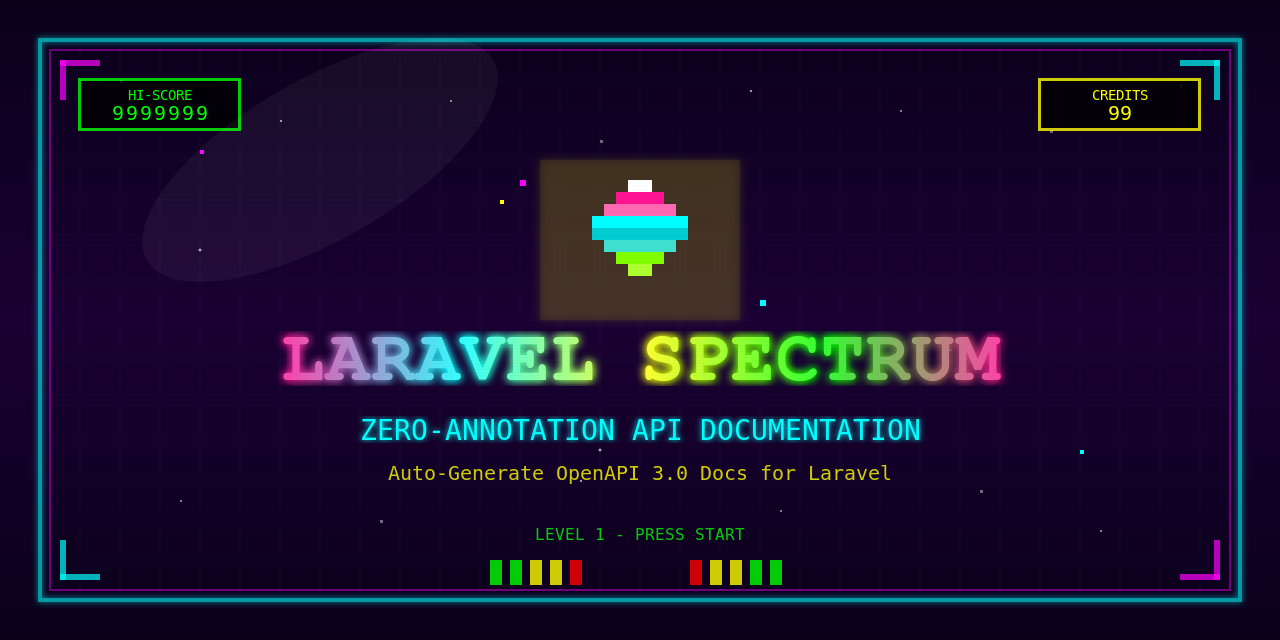 HI-SCORE
9999999
CREDITS
99
LARAVEL SPECTRUM
ZERO-ANNOTATION API DOCUMENTATION
Auto-Generate OpenAPI 3.0 Docs for Laravel
LEVEL 1 - PRESS START